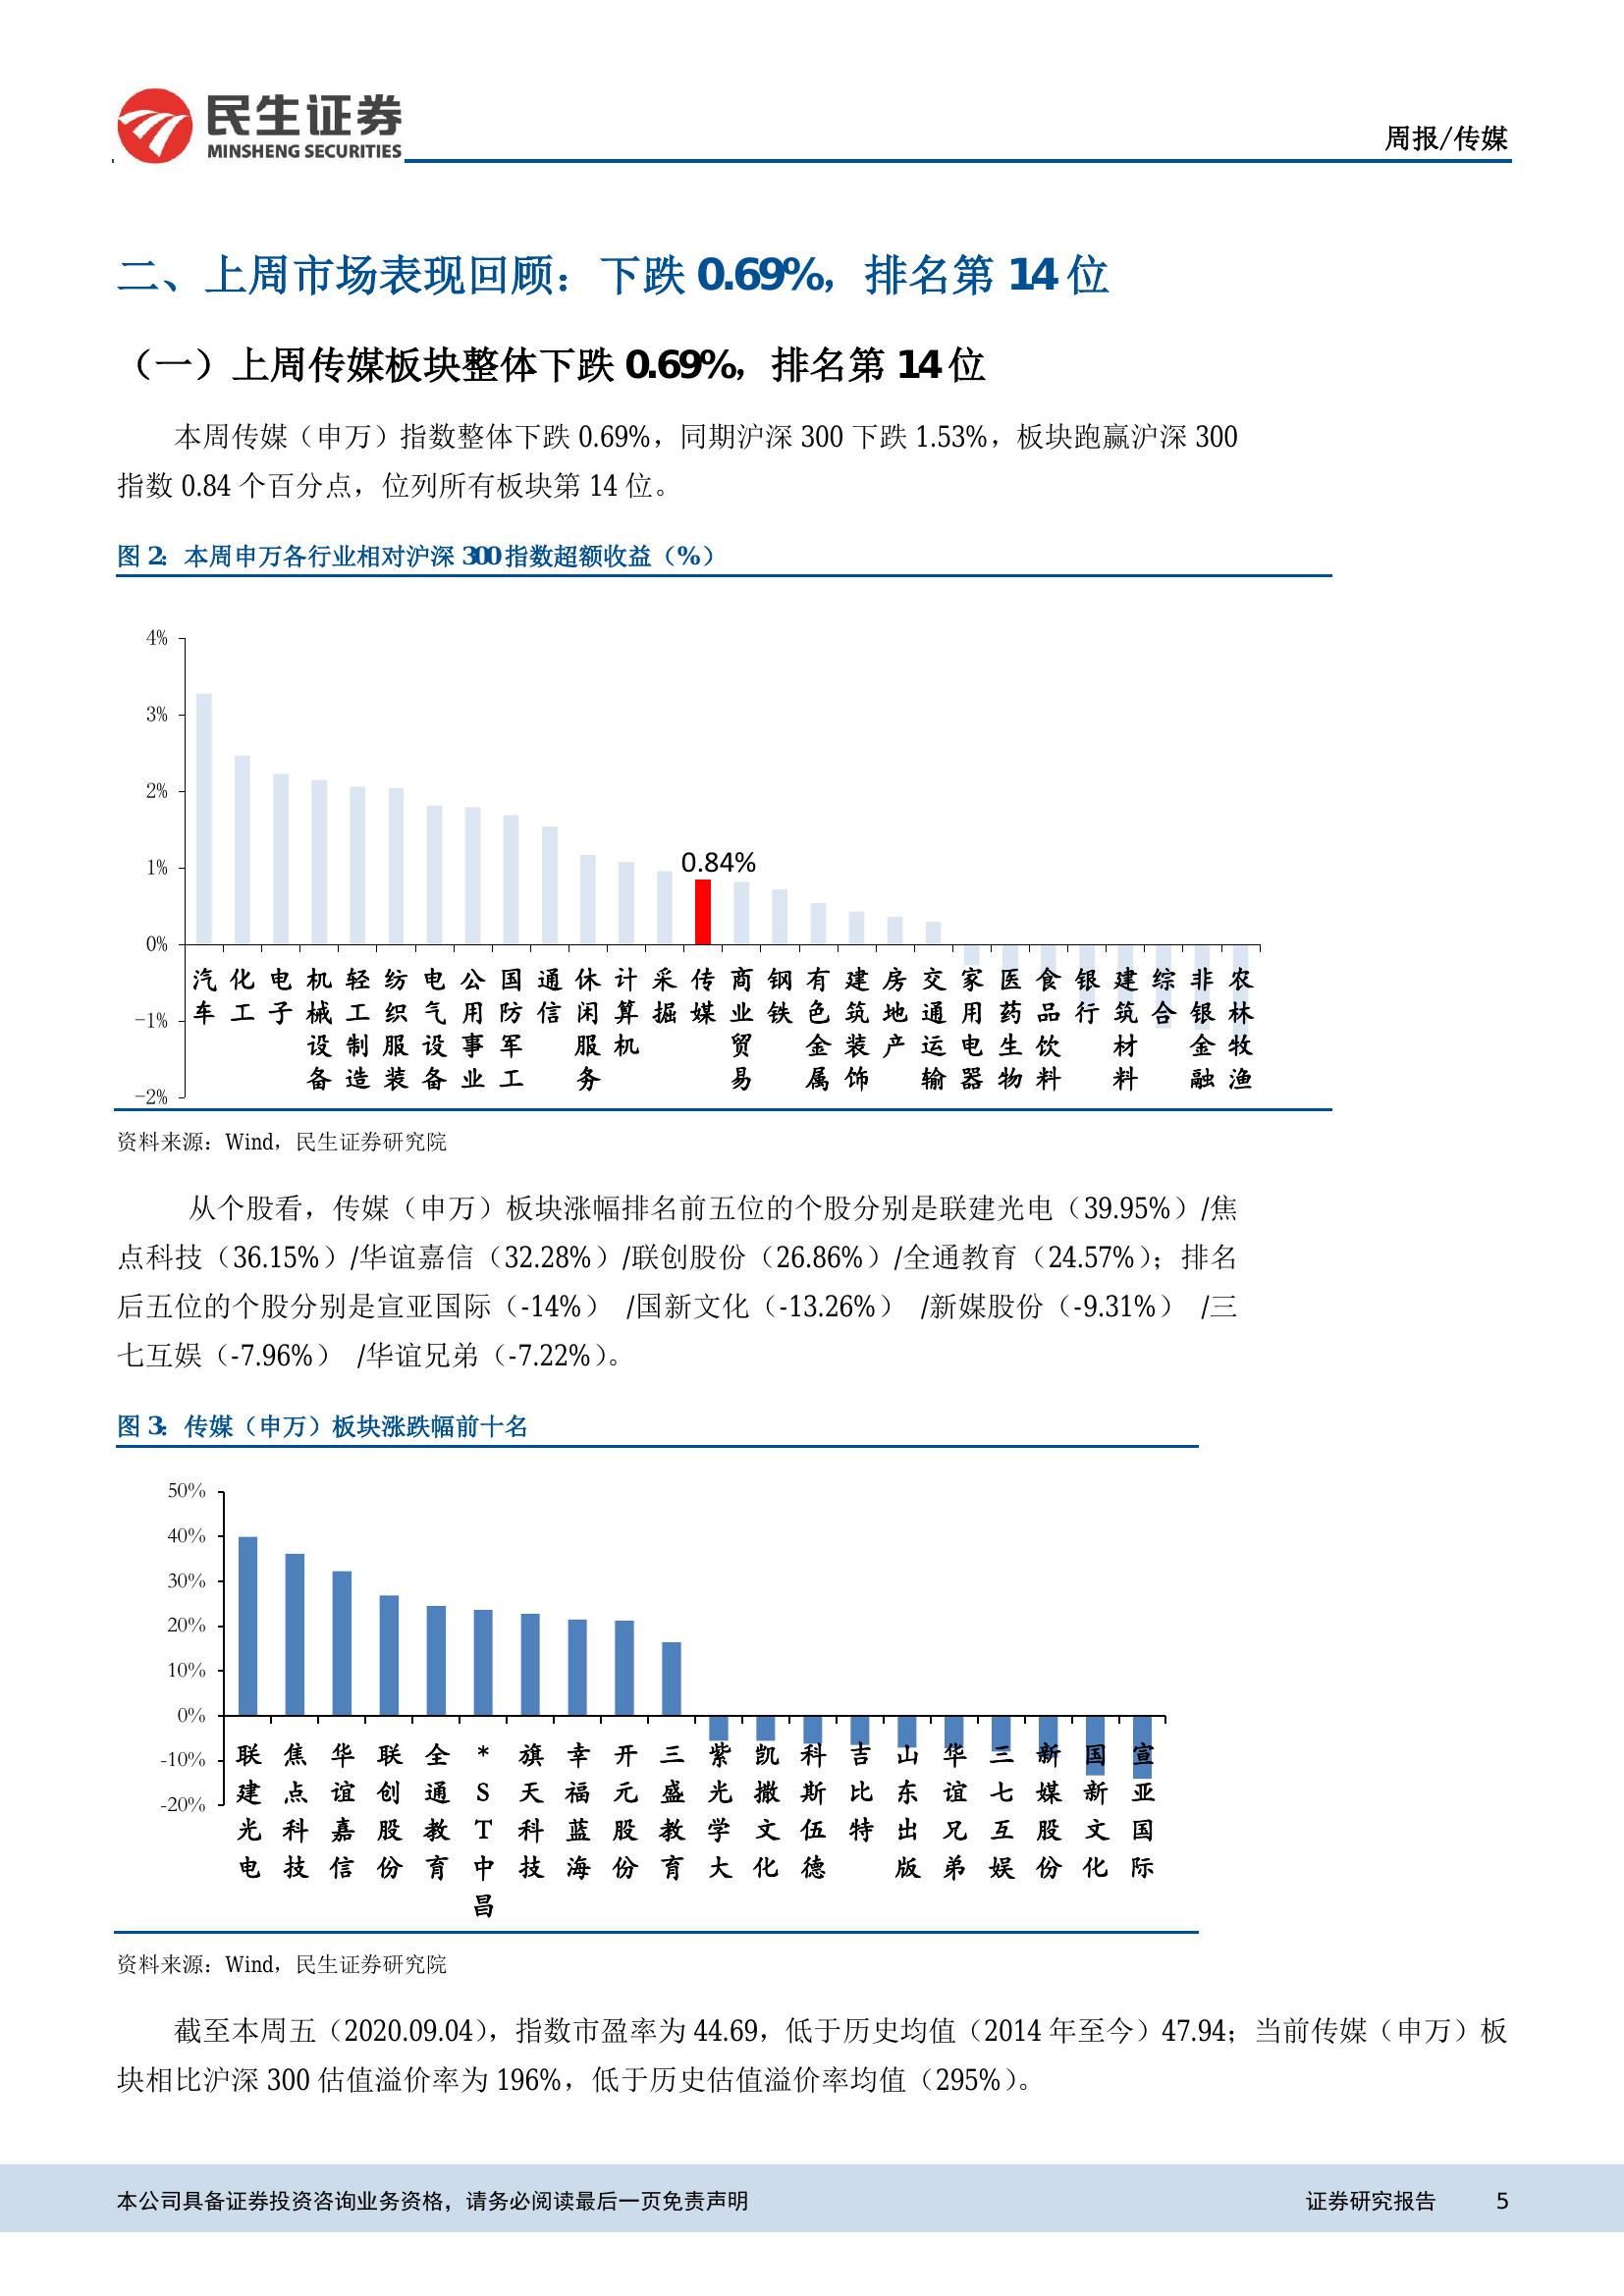 民生证券
MINSHENG SECURITIES
周报/传媒
二、上周市场表现回顾：下跌 0.69%，排名第 14 位
（一）上周传媒板块整体下跌 0.69%，排名第 14 位
本周传媒（申万）指数整体下跌 0.69%，同期沪深 300 下跌 1.53%，板块跑赢沪深 300
指数 0.84 个百分点，位列所有板块第 14 位。
图 2：本周申万各行业相对沪深 300 指数超额收益（%）
4%
3%
2%
1%
0%
-1%
-2%
0.84%
汽车
化工
电子
机械设备
轻工制造
纺织服装
电气设备
公用事业
国防军工
通信
休闲服务
计算机
采掘
传媒
商业贸易
钢铁
有色金属
建筑装饰
房地产
交通运输
家用电器
医药生物
食品饮料
银行
建筑材料
综合
非银金融
农林牧渔
资料来源：Wind，民生证券研究院
从个股看，传媒（申万）板块涨幅排名前五位的个股分别是联建光电（39.95%）/焦
点科技（36.15%）/华谊嘉信（32.28%）/联创股份（26.86%）/全通教育（24.57%）；排名
后五位的个股分别是宣亚国际（-14%） /国新文化（-13.26%） /新媒股份（-9.31%） /三
七互娱（-7.96%） /华谊兄弟（-7.22%）。
图 3：传媒（申万）板块涨跌幅前十名
50%
40%
30%
20%
10%
0%
-10%
-20%
联建光电
焦点科技
华谊嘉信
联创股份
全通教育
*ST中昌
旗天科技
幸福蓝海
开元股份
三盛教育
紫光学大
凯撒文化
科斯伍德
吉比特
山东出版
华谊兄弟
三七互娱
新媒股份
国新文化
宣亚国际
资料来源：Wind，民生证券研究院
截至本周五（2020.09.04），指数市盈率为 44.69，低于历史均值（2014 年至今）47.94；当前传媒（申万）板
块相比沪深 300 估值溢价率为 196%，低于历史估值溢价率均值（295%）。
本公司具备证券投资咨询业务资格，请务必阅读最后一页免责声明
证券研究报告 5